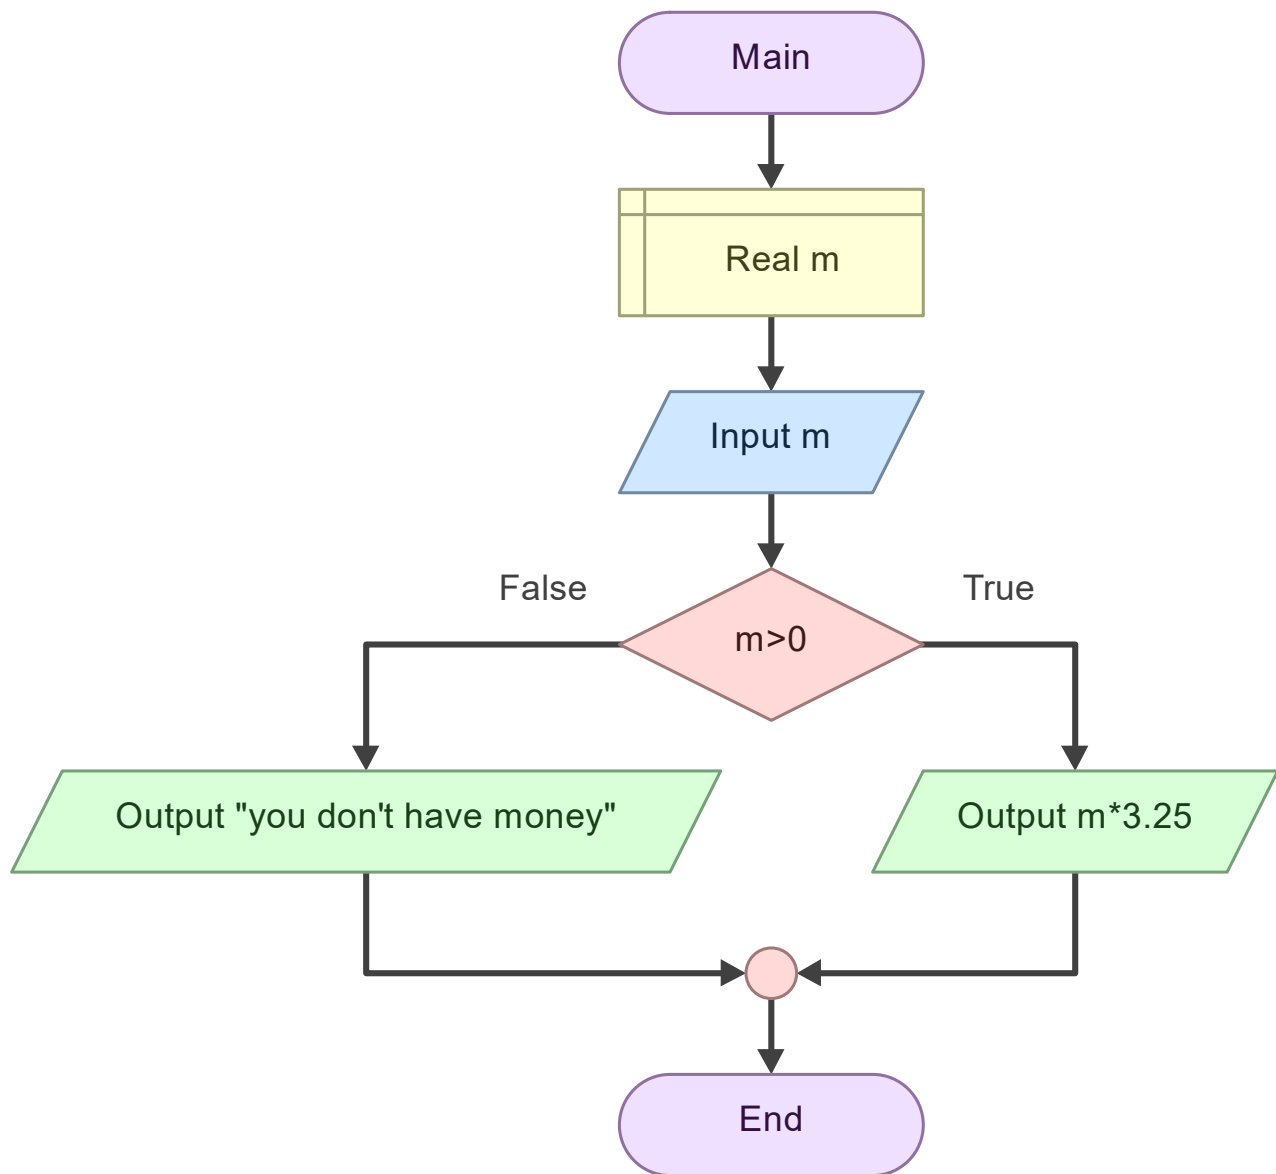 Main
Real m
Input m
False
True
m>0
Output "you don't have money"
Output m*3.25
End